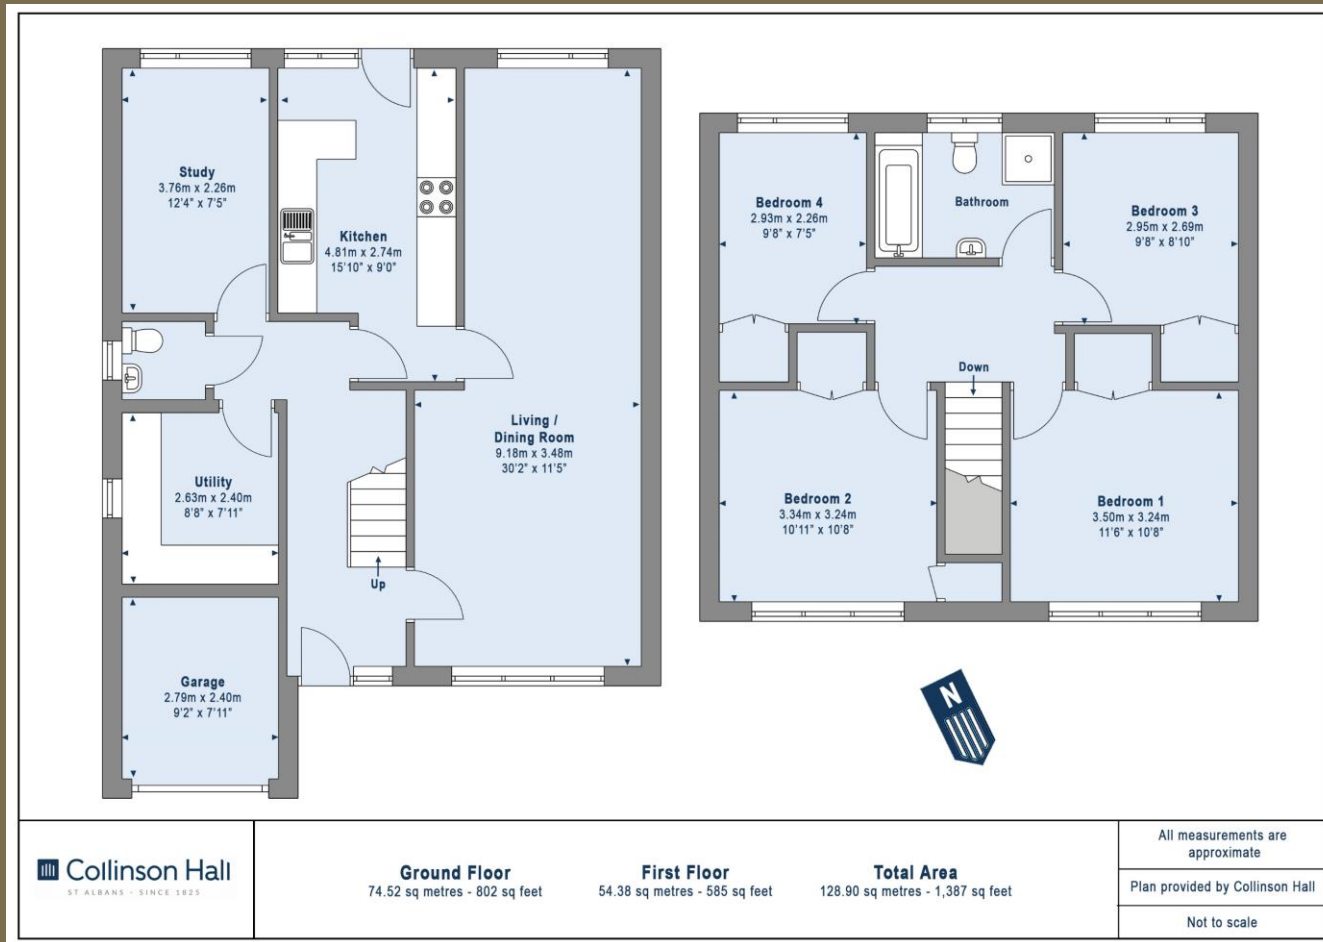 Study
3.76m x 2.26m
12'4" x 7'5"
Kitchen
4.81m x 2.74m
15'10" x 9'0"
Living /
Dining Room
9.18m x 3.48m
30'2" x 11'5"
Utility
2.63m x 2.40m
8'8" x 7'11"
Up
Garage
2.79m x 2.40m
9'2" x 7'11"
Bedroom 4
2.93m x 2.26m
9'8" x 7'5"
Bathroom
Bedroom 3
2.95m x 2.69m
9'8" x 8'10"
Down
Bedroom 2
3.34m x 3.24m
10'11" x 10'8"
Bedroom 1
3.50m x 3.24m
11'6" x 10'8"
N
Collinson Hall
ST ALBANS - SINCE 1825
Ground Floor
74.52 sq metres - 802 sq feet
First Floor
54.38 sq metres - 585 sq feet
Total Area
128.90 sq metres - 1,387 sq feet
All measurements are
approximate
Plan provided by Collinson Hall
Not to scale